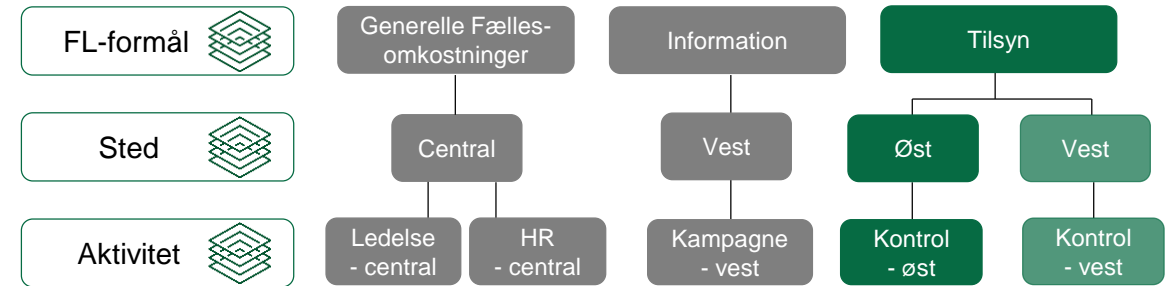 FL-formål
Generelle Fælles-
omkostninger
Information
Tilsyn
Sted
Central
Vest
Øst
Vest
Aktivitet
Ledelse
- central
HR
- central
Kampagne
- vest
Kontrol
- øst
Kontrol
- vest